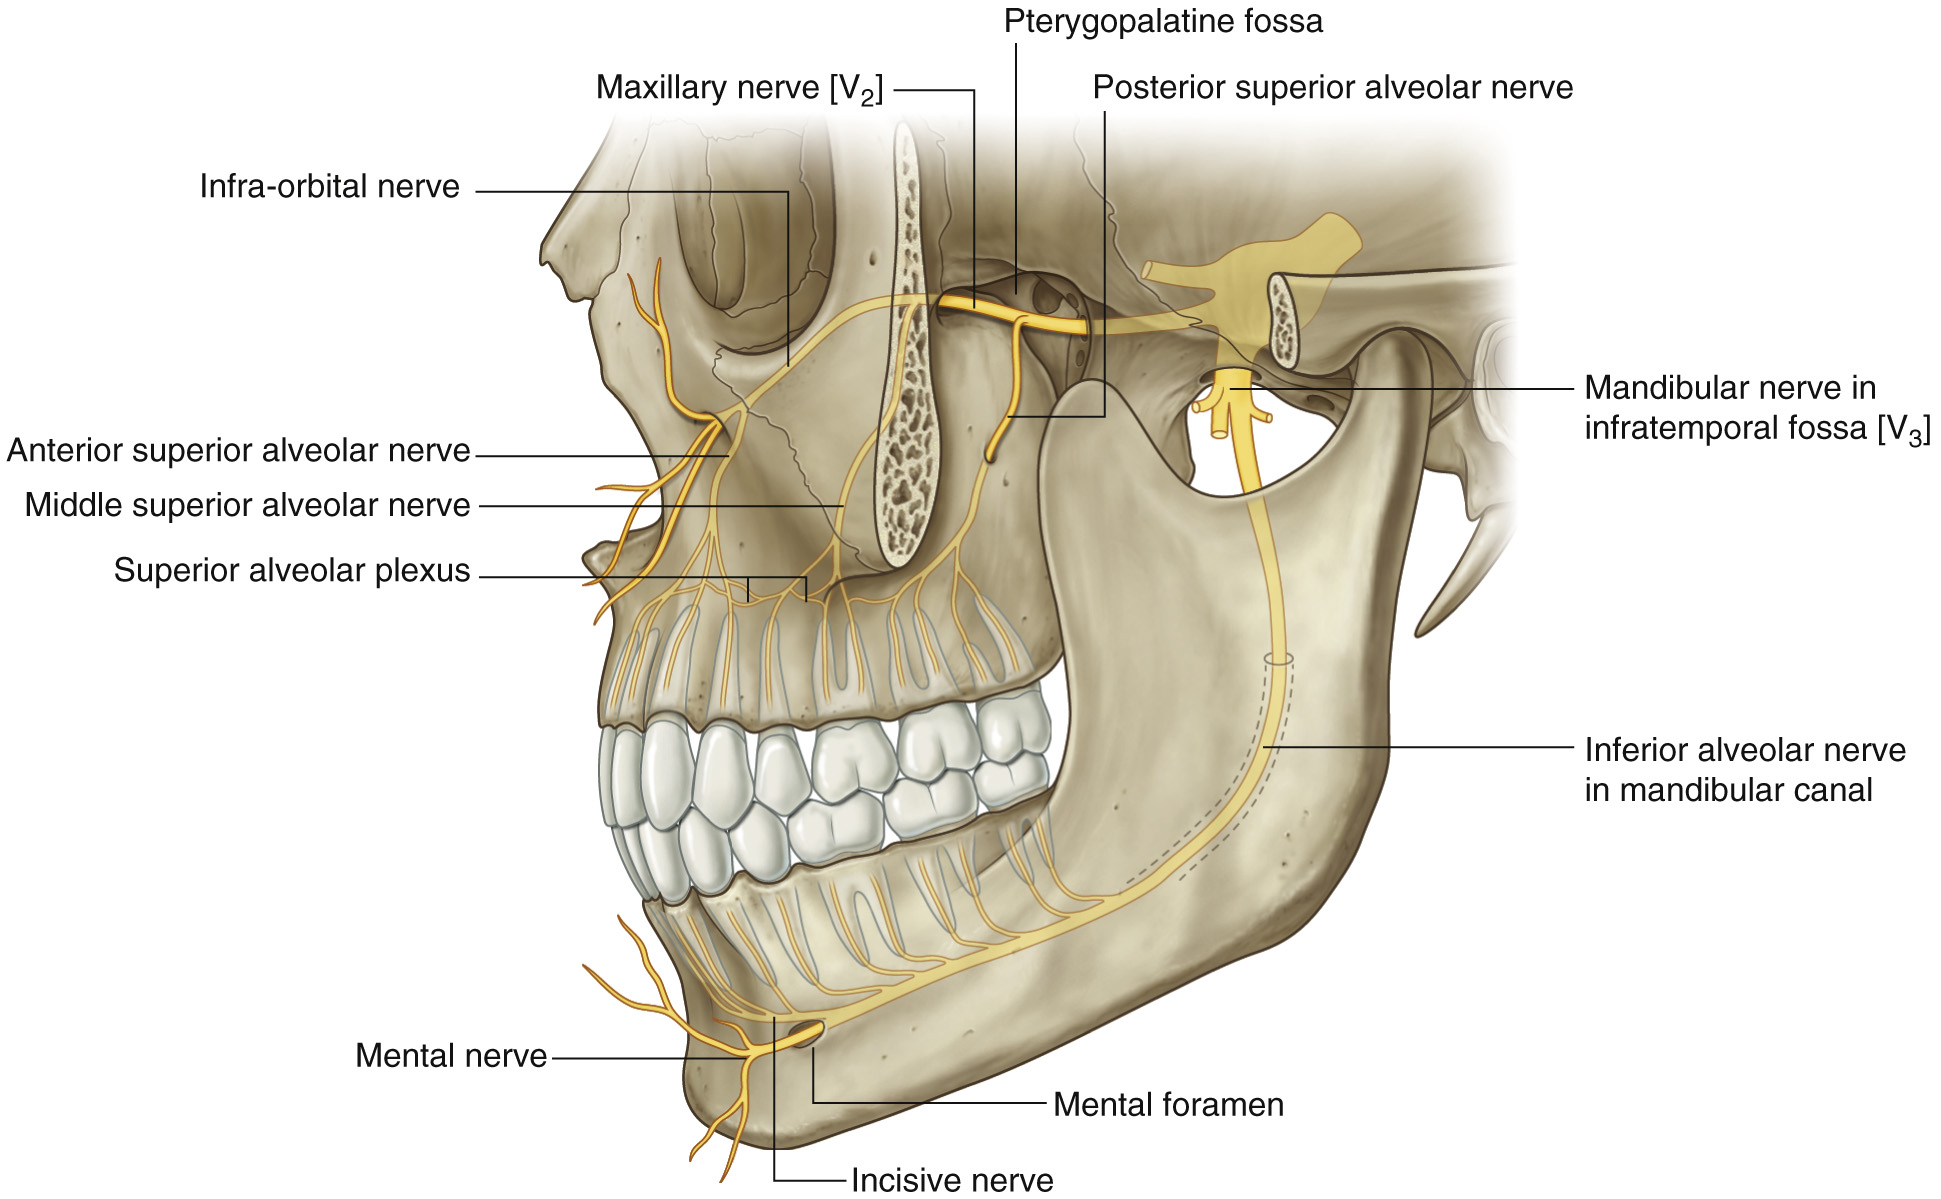 Pterygopalatine fossa
Maxillary nerve [V2]
Posterior superior alveolar nerve
Infra-orbital nerve
Mandibular nerve in
infratemporal fossa [V3]
Anterior superior alveolar nerve
Middle superior alveolar nerve
Superior alveolar plexus
Inferior alveolar nerve
in mandibular canal
Mental nerve
Mental foramen
Incisive nerve